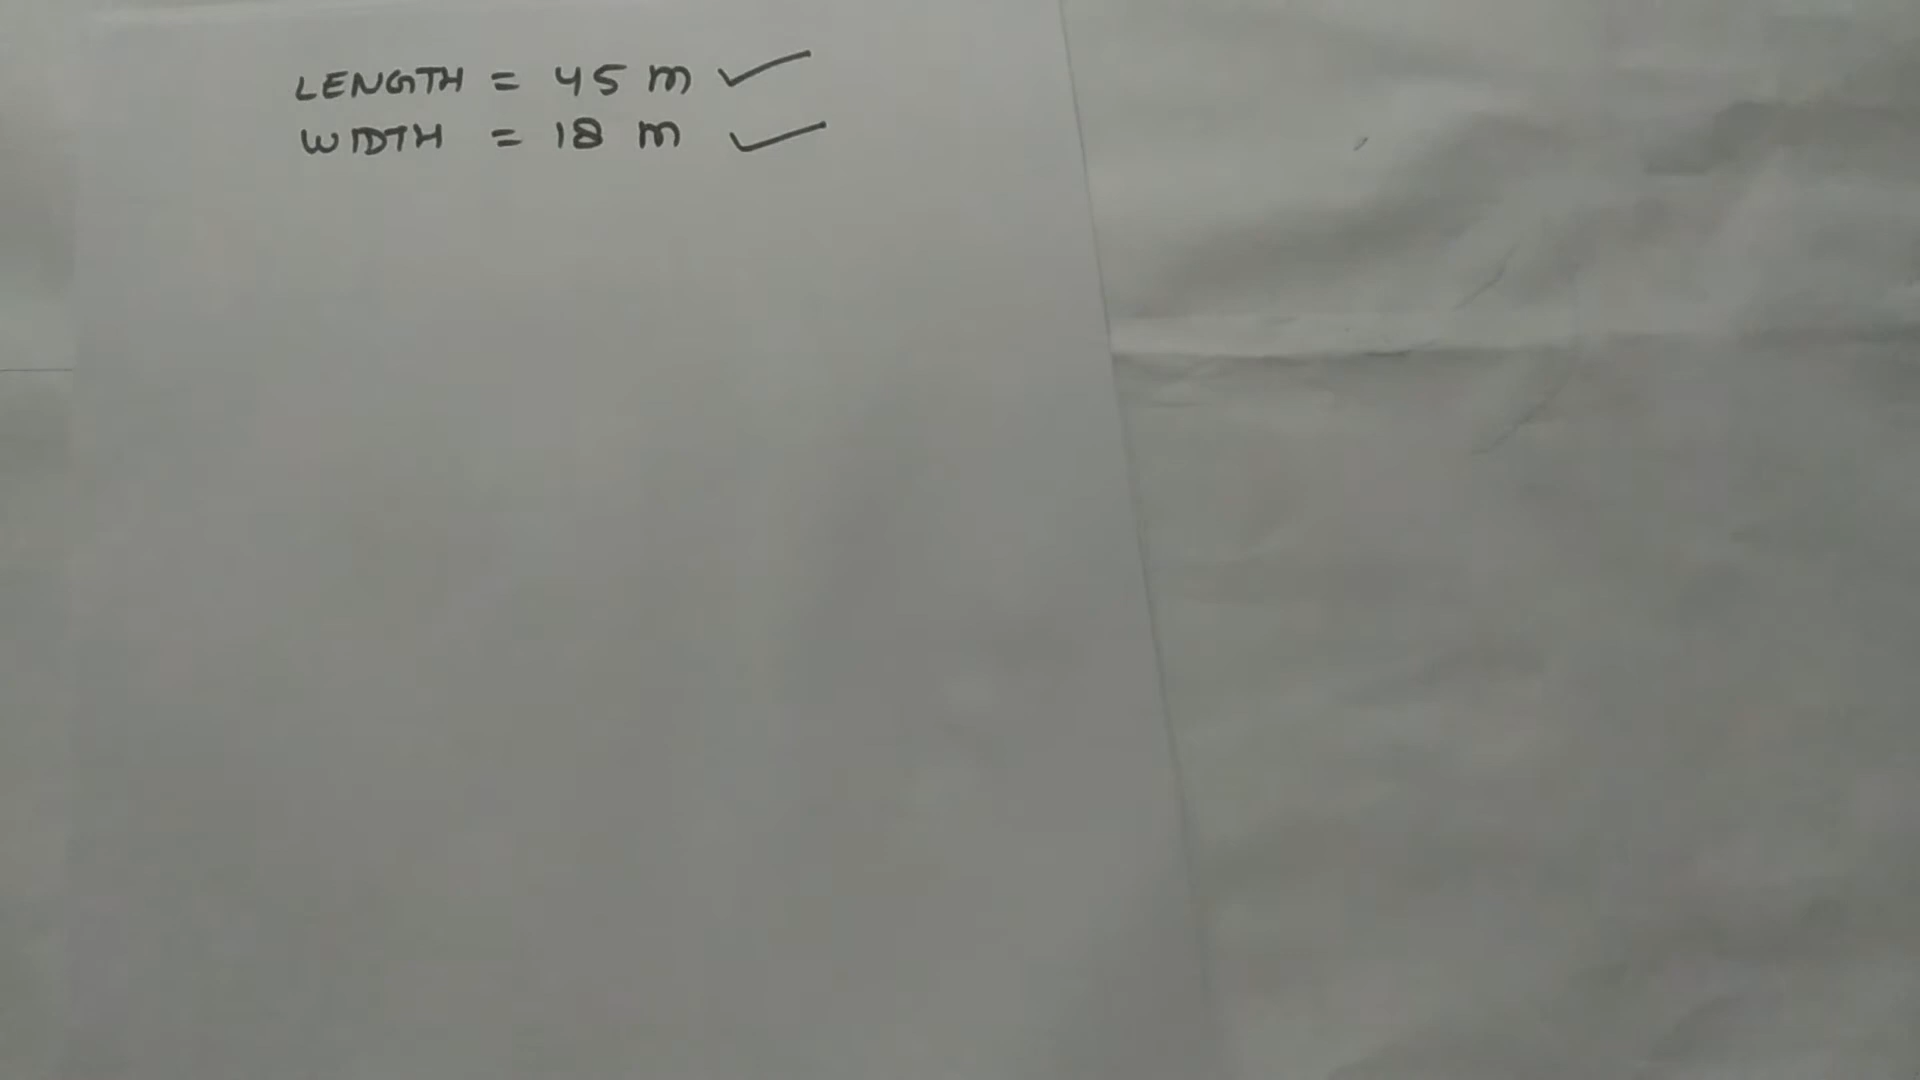 LENGTH = 45 m ✓
WIDTH = 18 m ✓